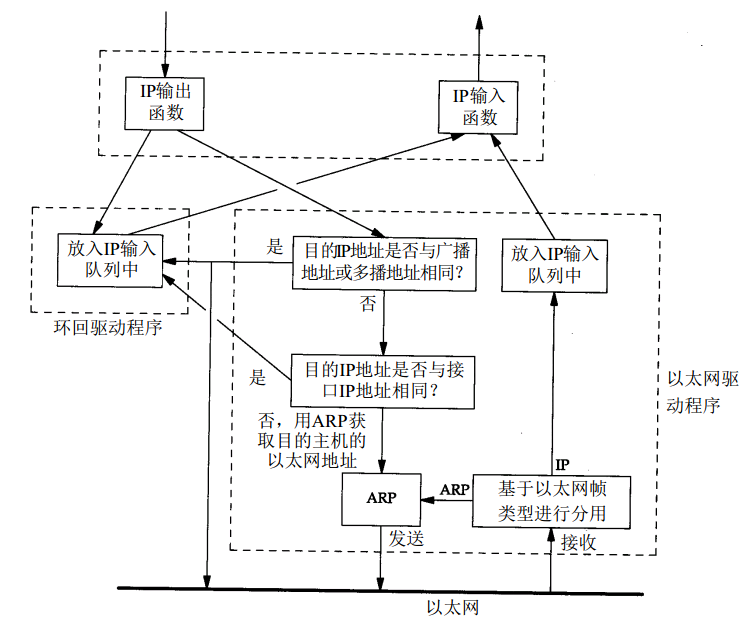 IP输出
函数
IP输入
函数
放入IP输入
队列中
环回驱动程序
是
目的IP地址是否与广播
地址或多播地址相同？
放入IP输入
队列中
否
是
目的IP地址是否与接
口IP地址相同？
以太网驱
动程序
否，用ARP获
取目的主机的
以太网地址
IP
ARP
ARP
基于以太网帧
类型进行分用
发送
接收
以太网